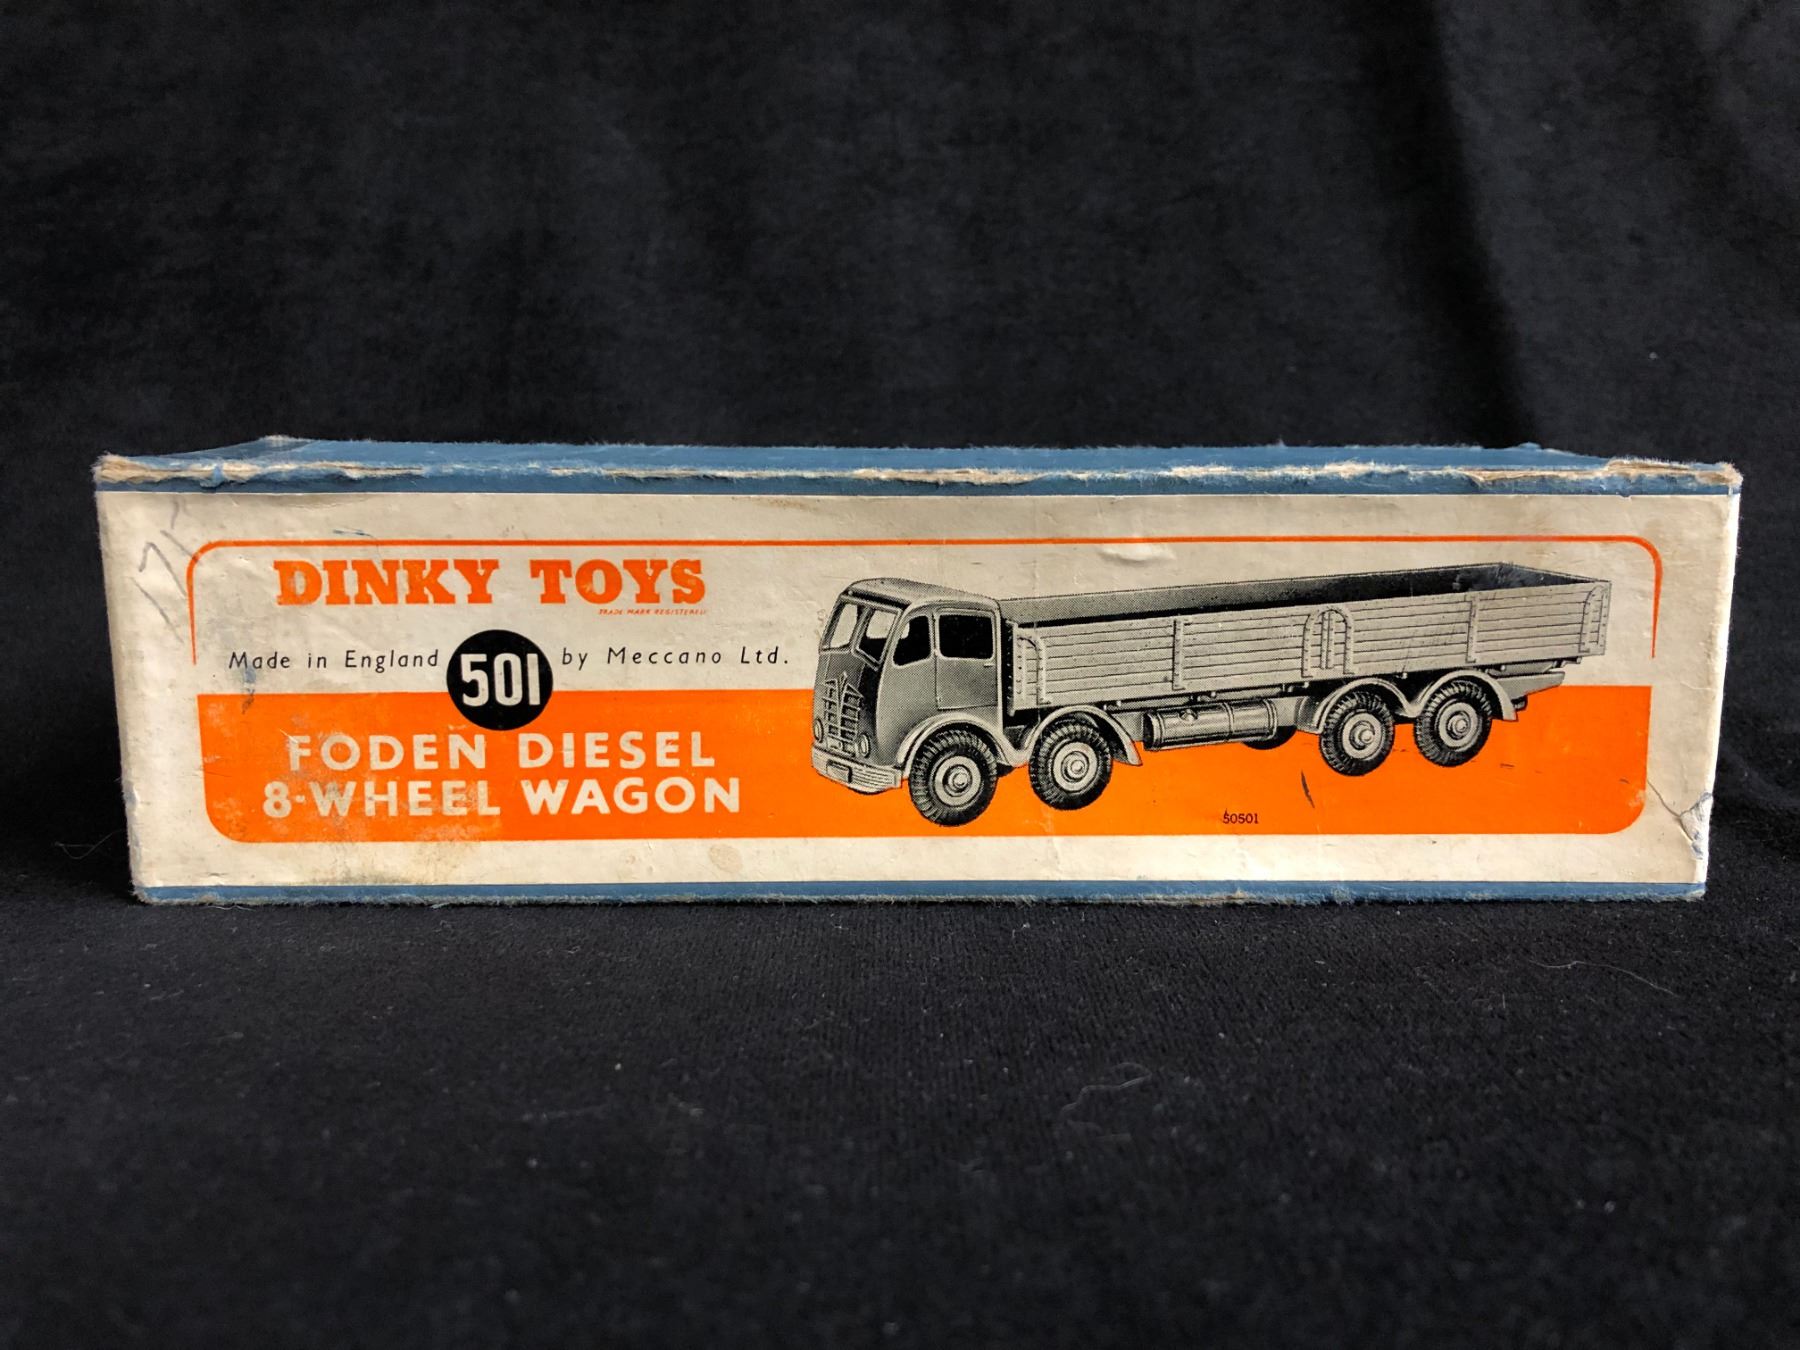 DINKY TOYS
TRADE MARK REGISTERED
Made in England 501 by Meccano Ltd.
FODEN DIESEL
8-WHEEL WAGON
50501